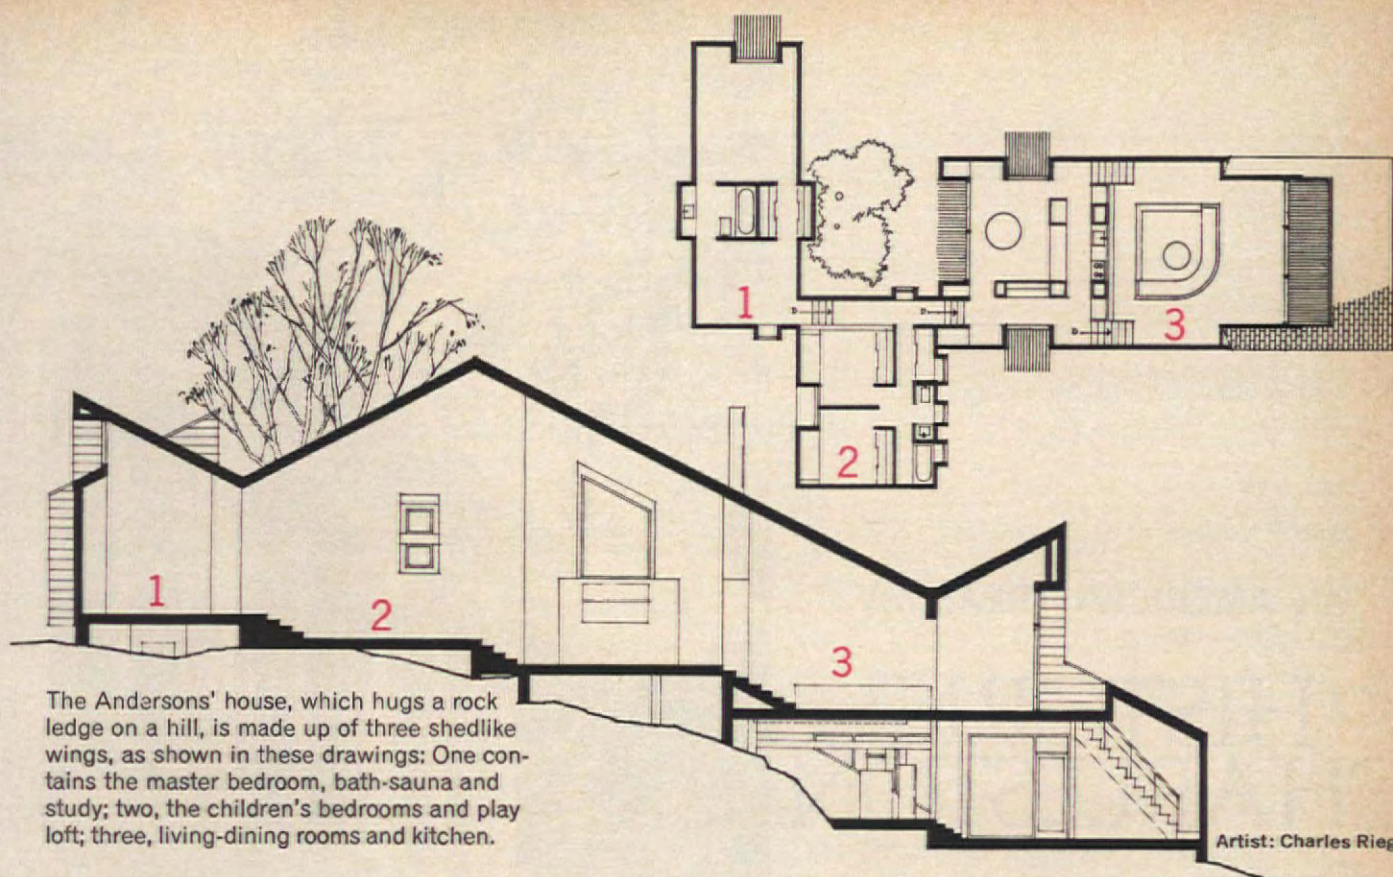 1
2
3
1
2
3
D
D
D
The Andersons' house, which hugs a rock
ledge on a hill, is made up of three shedlike
wings, as shown in these drawings: One con-
tains the master bedroom, bath-sauna and
study; two, the children's bedrooms and play
loft; three, living-dining rooms and kitchen.
Artist: Charles Rieg